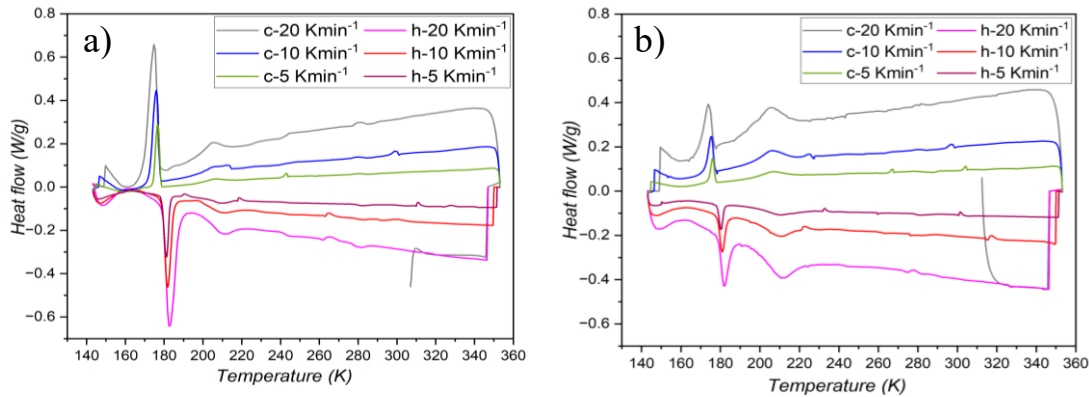 a)
c-20 Kmin⁻¹ h-20 Kmin⁻¹
c-10 Kmin⁻¹ h-10 Kmin⁻¹
c-5 Kmin⁻¹ h-5 Kmin⁻¹
Heat flow (W/g)
0.8
0.6
0.4
0.2
0.0
−0.2
−0.4
−0.6
140 160 180 200 220 240 260 280 300 320 340 360
Temperature (K)
b)
c-20 Kmin⁻¹ h-20 Kmin⁻¹
c-10 Kmin⁻¹ h-10 Kmin⁻¹
c-5 Kmin⁻¹ h-5 Kmin⁻¹
Heat flow (W/g)
0.8
0.6
0.4
0.2
0.0
−0.2
−0.4
−0.6
140 160 180 200 220 240 260 280 300 320 340 360
Temperature (K)